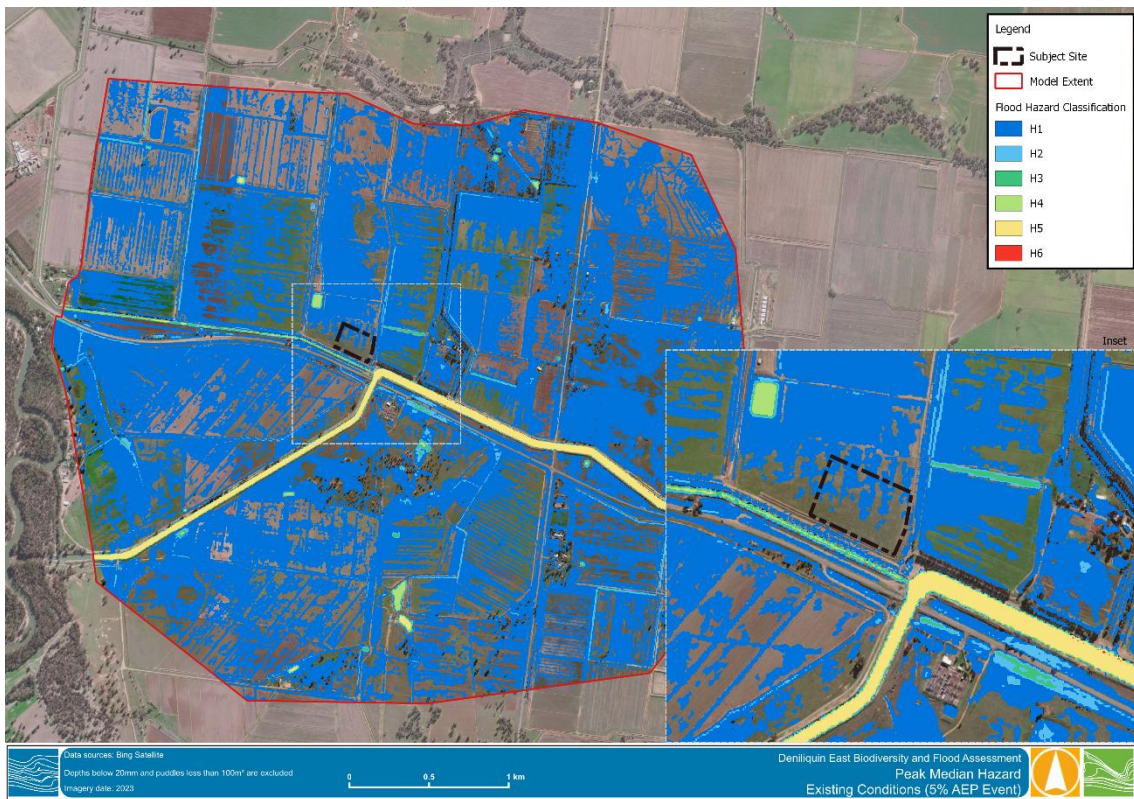 Legend
Subject Site
Model Extent
Flood Hazard Classification
H1
H2
H3
H4
H5
H6
Inset
Data sources: Bing Satellite
Depths below 20mm and puddles less than 100m² are excluded
Imagery date: 2023
0 0.5 1 km
Deniliquin East Biodiversity and Flood Assessment
Peak Median Hazard
Existing Conditions (5% AEP Event)